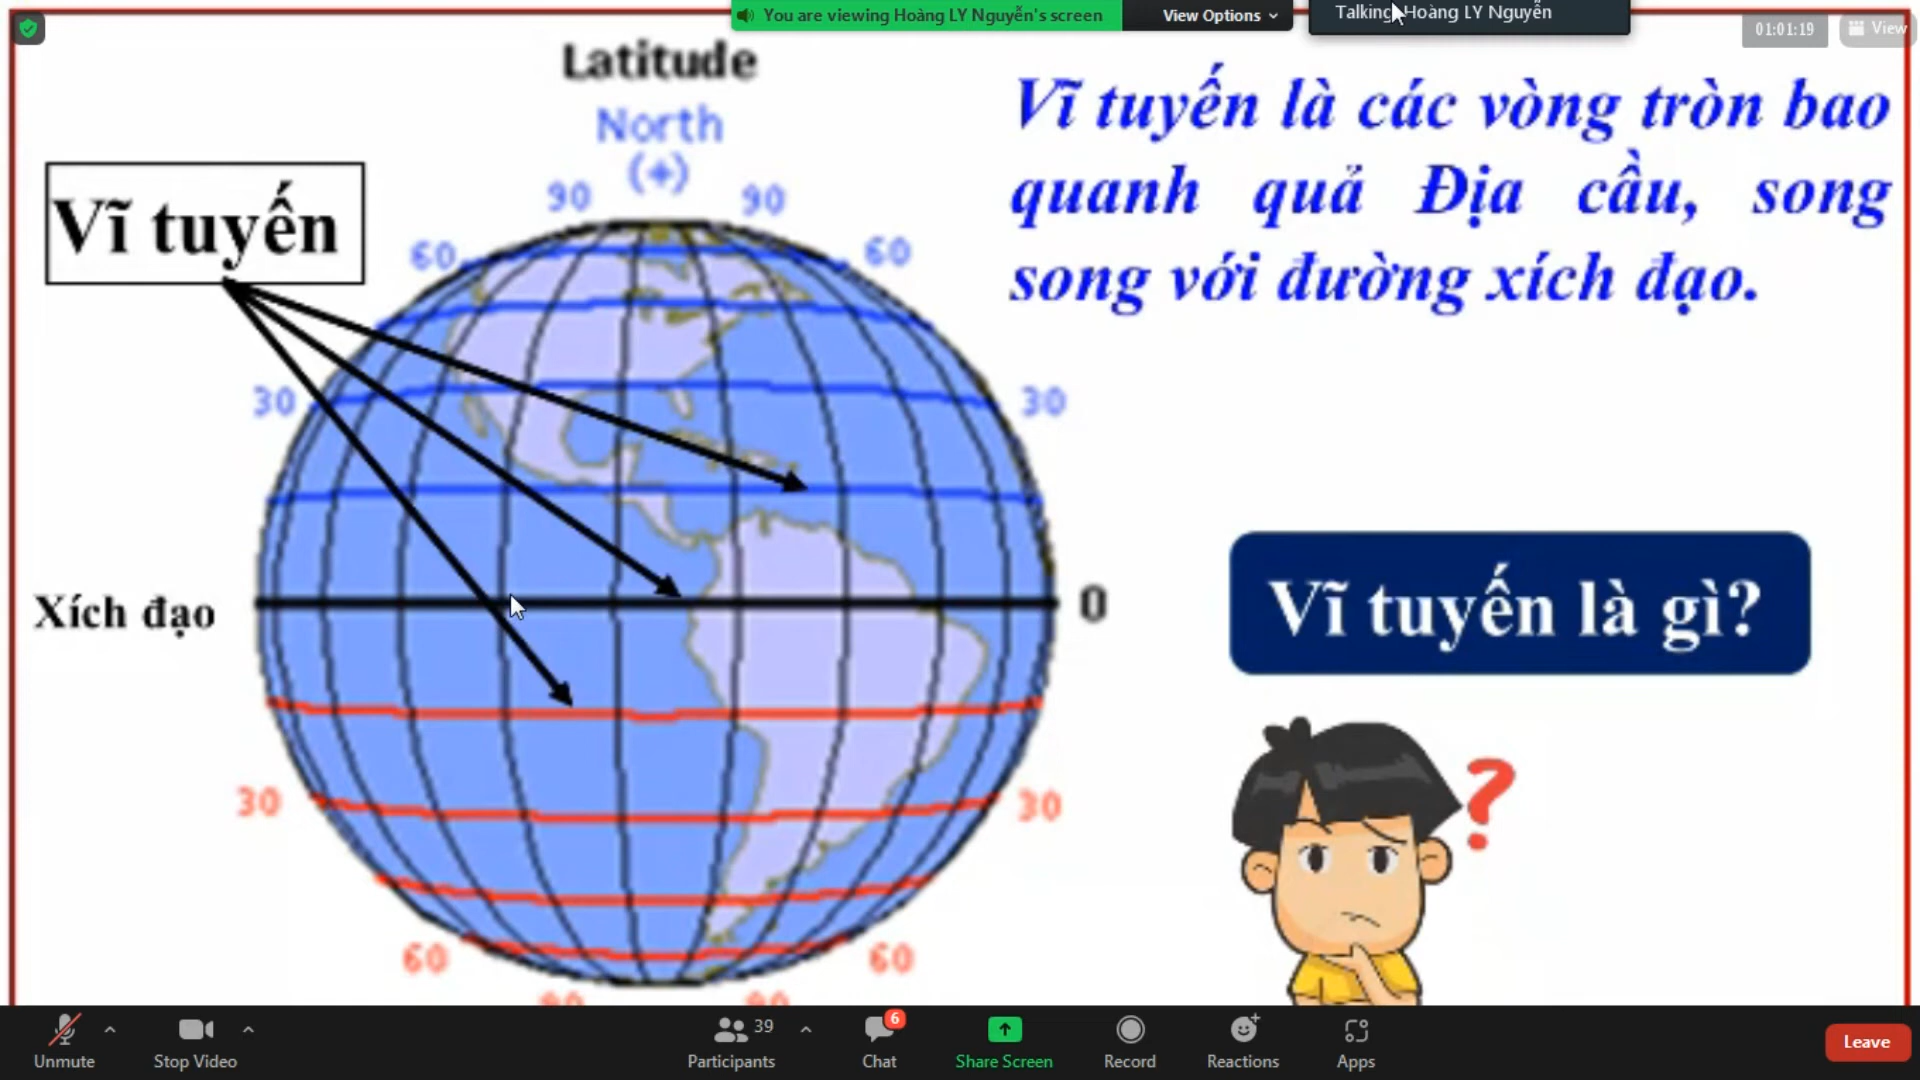 You are viewing Hoàng LY Nguyễn's screen
View Options
Talking: Hoàng LY Nguyễn
01:01:19
View
Latitude
North
(+)
90 90
Vĩ tuyến
60 60
30 30
Vĩ tuyến là các vòng tròn bao
quanh quả Địa cầu, song
song với đường xích đạo.
Xích đạo
0
Vĩ tuyến là gì?
30 30
?
60 60
90 90
Unmute
Stop Video
Participants
39
Chat
6
Share Screen
Record
Reactions
Apps
Leave